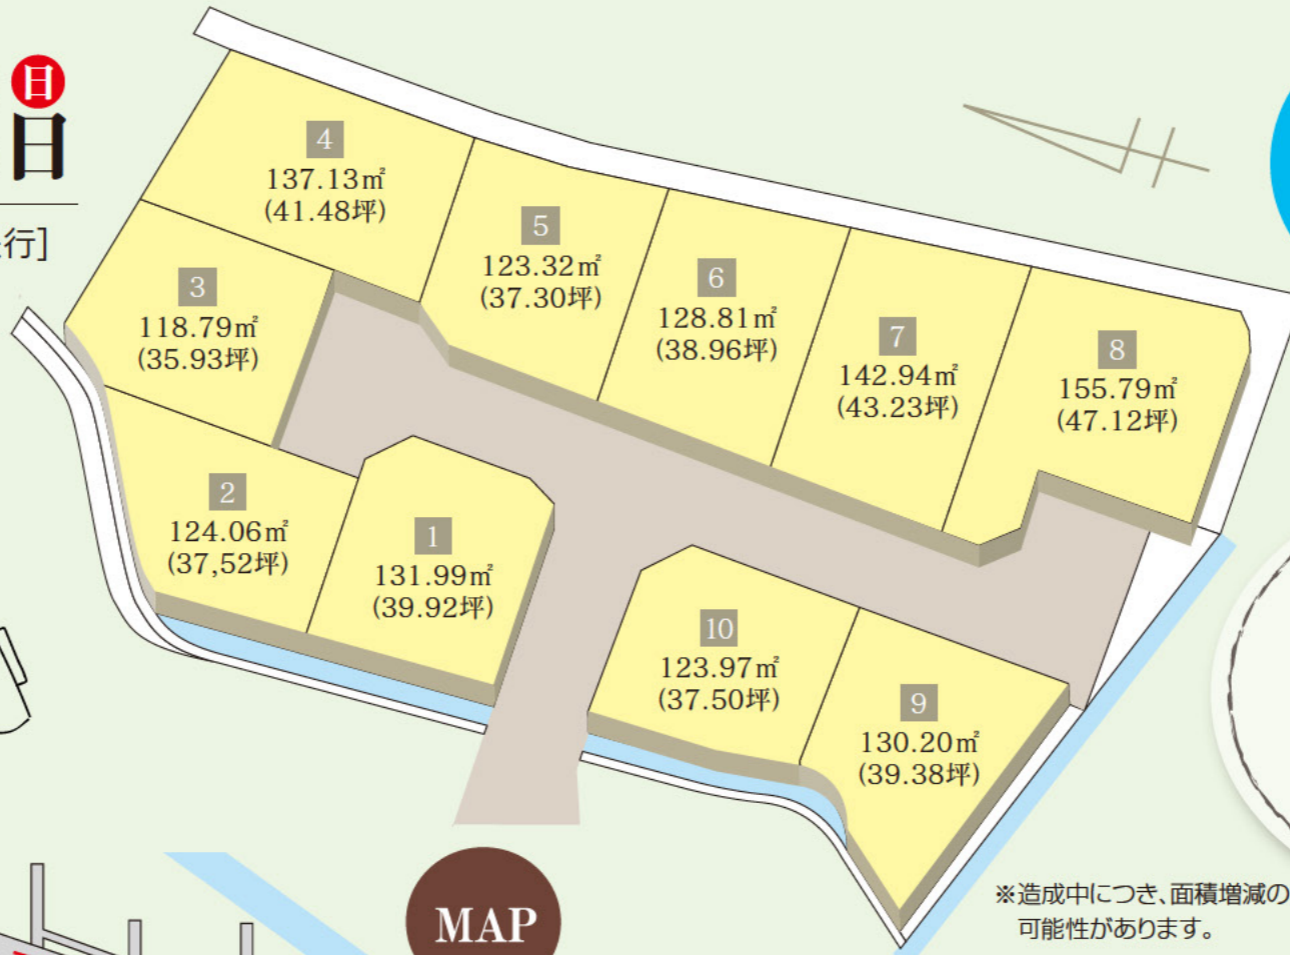 日
日
行]
4
137.13㎡
(41.48坪)
5
123.32㎡
(37.30坪)
6
128.81㎡
(38.96坪)
7
142.94㎡
(43.23坪)
8
155.79㎡
(47.12坪)
3
118.79㎡
(35.93坪)
2
124.06㎡
(37,52坪)
1
131.99㎡
(39.92坪)
10
123.97㎡
(37.50坪)
9
130.20㎡
(39.38坪)
※造成中につき、面積増減の
可能性があります。
MAP